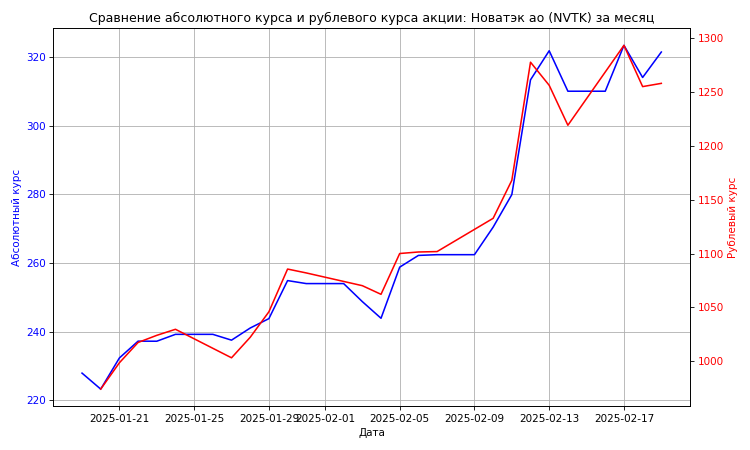 Сравнение абсолютного курса и рублевого курса акции: Новатэк ао (NVTK) за месяц
Абсолютный курс
320
300
280
260
240
220
1300
1250
1200
1150
1100
1050
1000
Рублевый курс
2025-01-21 2025-01-25 2025-01-29 2025-02-01 2025-02-05 2025-02-09 2025-02-13 2025-02-17
Дата